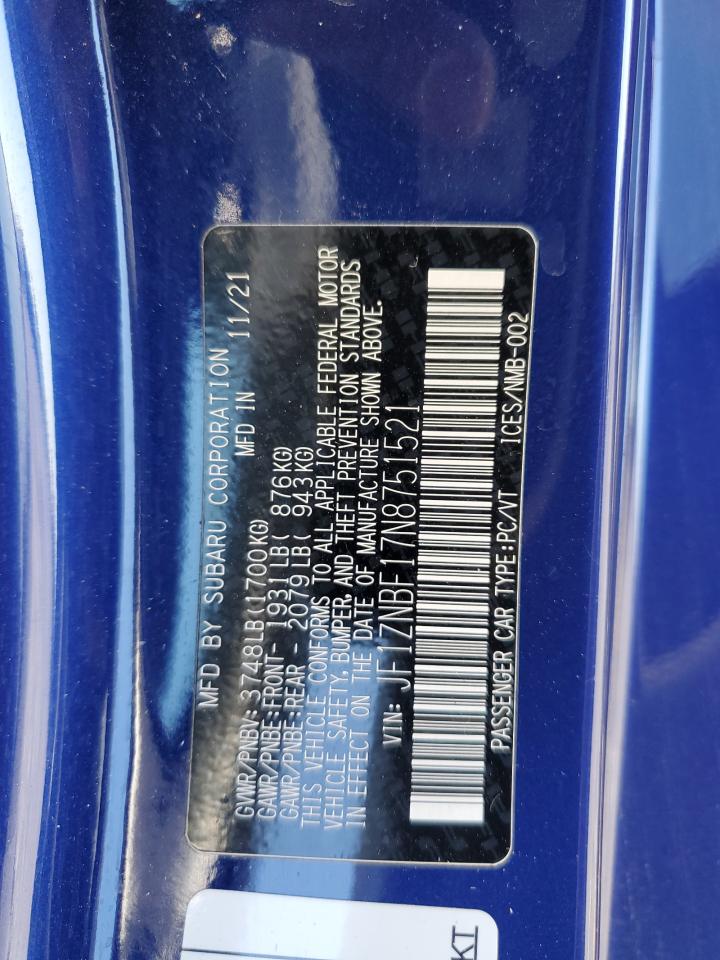 MFD BY SUBARU CORPORATION
MFD IN 11/21
GVWR/PNBV: 3748LB(1700KG)
GAWR/PNBE:FRONT- 1931LB( 876KG)
GAWR/PNBE:REAR - 2079LB( 943KG)
THIS VEHICLE CONFORMS TO ALL APPLICABLE FEDERAL MOTOR
VEHICLE SAFETY, BUMPER, AND THEFT PREVENTION STANDARDS
IN EFFECT ON THE DATE OF MANUFACTURE SHOWN ABOVE.
VIN: JF1ZNBF17N8751521
PASSENGER CAR TYPE:PC/VT ICES/NMB-002
KI